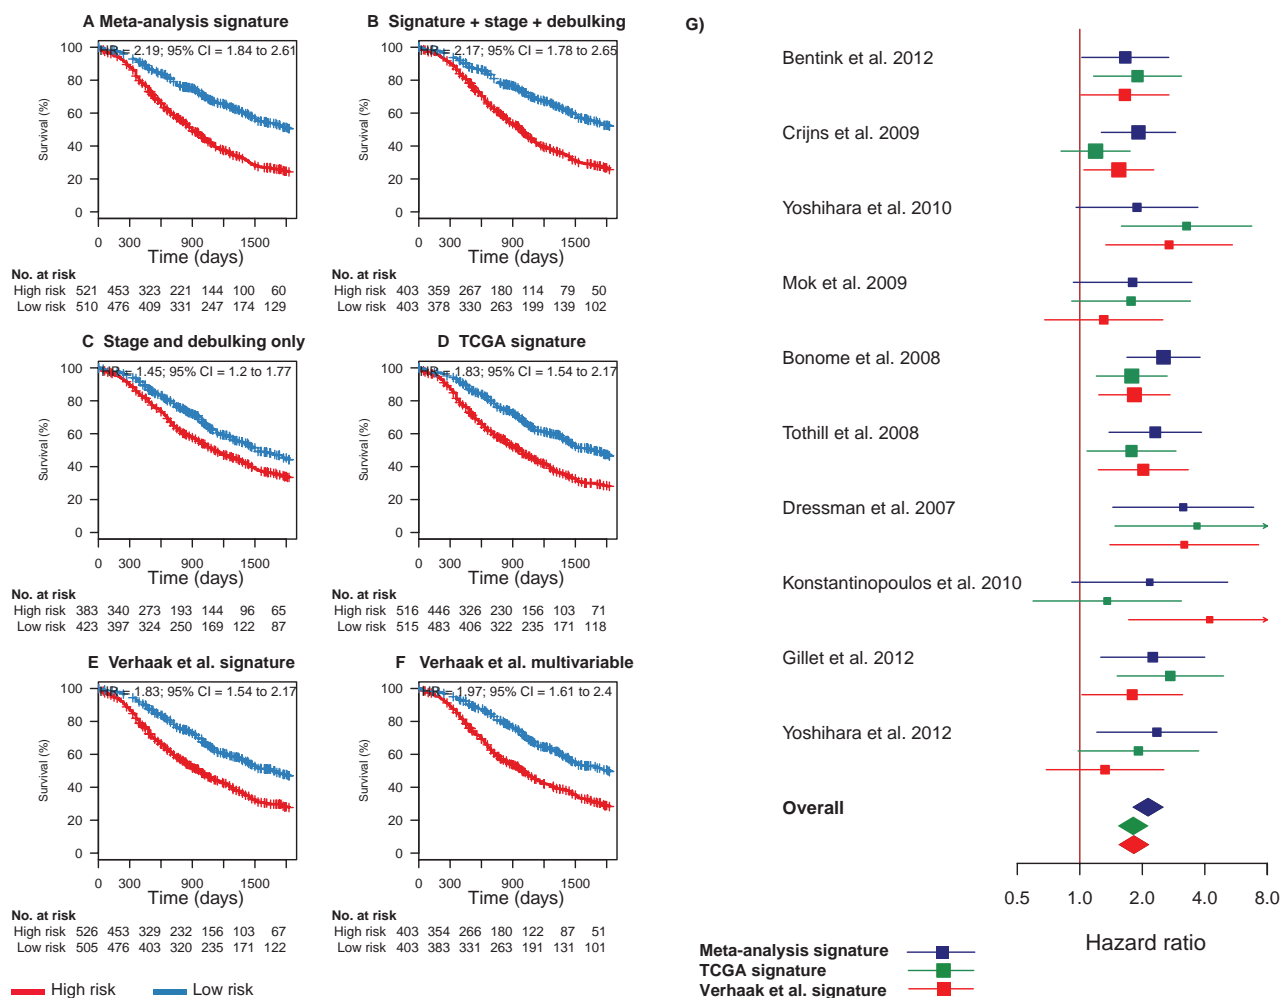 A Meta-analysis signature
R = 2.19; 95% CI = 1.84 to 2.61
100
80
60
40
20
0
Survival (%)
0 300 900 1500
Time (days)
No. at risk
High risk 521 453 323 221 144 100 60
Low risk 510 476 409 331 247 174 129
B Signature + stage + debulking
R = 2.17; 95% CI = 1.78 to 2.65
100
80
60
40
20
0
Survival (%)
0 300 900 1500
Time (days)
No. at risk
High risk 403 359 267 180 114 79 50
Low risk 403 378 330 263 199 139 102
C Stage and debulking only
R = 1.45; 95% CI = 1.2 to 1.77
100
80
60
40
20
0
Survival (%)
0 300 900 1500
Time (days)
No. at risk
High risk 383 340 273 193 144 96 65
Low risk 423 397 324 250 169 122 87
D TCGA signature
R = 1.83; 95% CI = 1.54 to 2.17
100
80
60
40
20
0
Survival (%)
0 300 900 1500
Time (days)
No. at risk
High risk 516 446 326 230 156 103 71
Low risk 515 483 406 322 235 171 118
E Verhaak et al. signature
R = 1.83; 95% CI = 1.54 to 2.17
100
80
60
40
20
0
Survival (%)
0 300 900 1500
Time (days)
No. at risk
High risk 526 453 329 232 156 103 67
Low risk 505 476 403 320 235 171 122
F Verhaak et al. multivariable
R = 1.97; 95% CI = 1.61 to 2.4
100
80
60
40
20
0
Survival (%)
0 300 900 1500
Time (days)
No. at risk
High risk 403 354 266 180 122 87 51
Low risk 403 383 331 263 191 131 101
High risk Low risk
G)
Bentink et al. 2012
Crijns et al. 2009
Yoshihara et al. 2010
Mok et al. 2009
Bonome et al. 2008
Tothill et al. 2008
Dressman et al. 2007
Konstantinopoulos et al. 2010
Gillet et al. 2012
Yoshihara et al. 2012
Overall
0.5 1.0 2.0 4.0 8.0
Hazard ratio
Meta-analysis signature
TCGA signature
Verhaak et al. signature